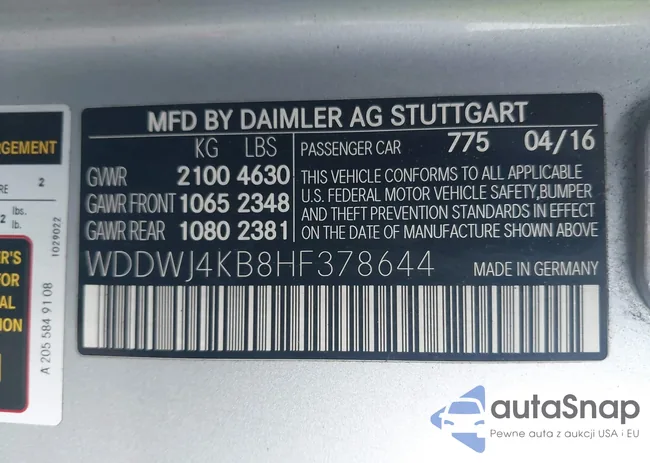 MFD BY DAIMLER AG STUTTGART
KG LBS PASSENGER CAR 775 04/16
GVWR 2100 4630
GAWR FRONT 1065 2348
GAWR REAR 1080 2381
THIS VEHICLE CONFORMS TO ALL APPLICABLE
U.S. FEDERAL MOTOR VEHICLE SAFETY, BUMPER
AND THEFT PREVENTION STANDARDS IN EFFECT
ON THE DATE OF MANUFACTURE SHOWN ABOVE.
WDDWJ4KB8HF378644 MADE IN GERMANY
2
2 lbs.
lb.
1029022
FOR
A 205 584 91 08
autaSnap
Pewne auta z aukcji USA i EU